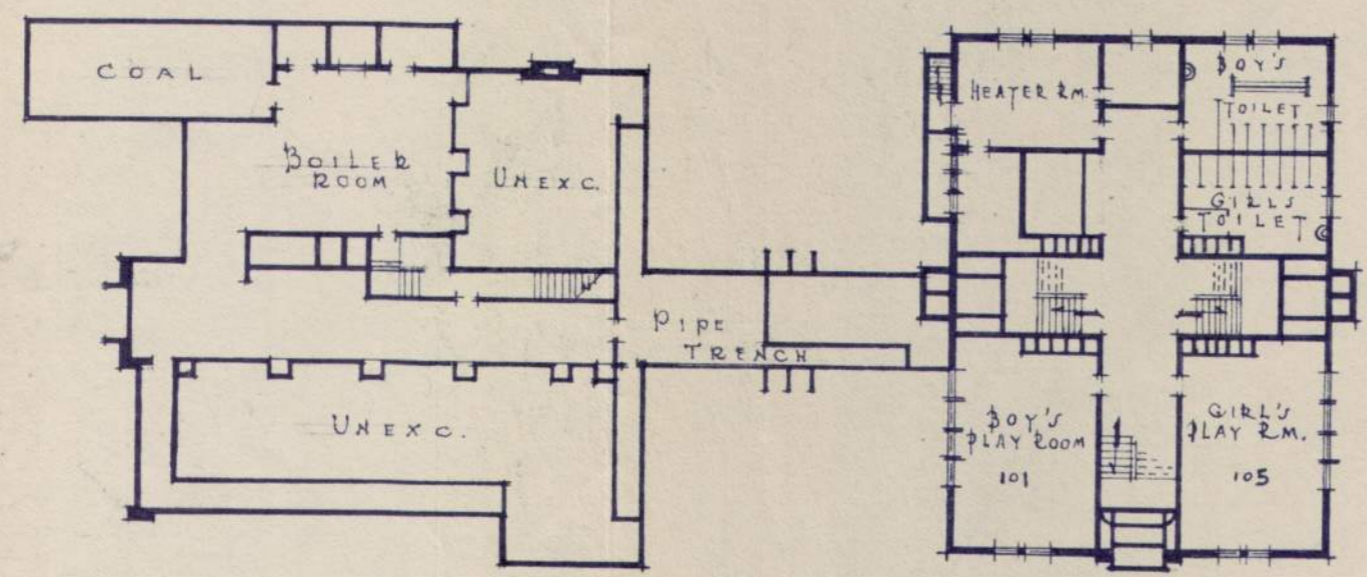 COAL
BOILER
ROOM
UNEXC.
UNEXC.
PIPE
TRENCH
HEATER RM.
BOY'S
TOILET
GIRLS
TOILET
BOY'S
PLAY ROOM
101
GIRL'S
PLAY RM.
105